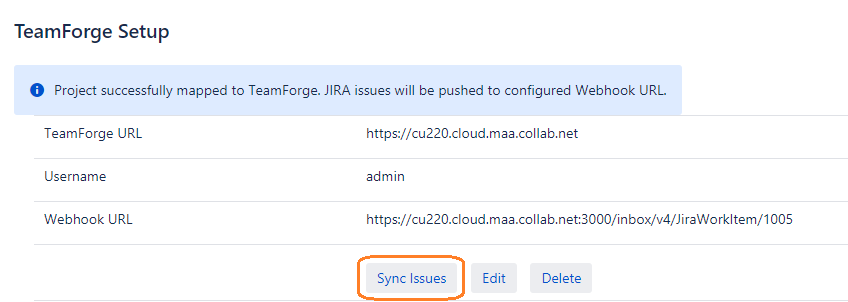 TeamForge Setup
Project successfully mapped to TeamForge. JIRA issues will be pushed to configured Webhook URL.
TeamForge URL https://cu220.cloud.maa.collab.net
Username admin
Webhook URL https://cu220.cloud.maa.collab.net:3000/inbox/v4/JiraWorkItem/1005
Sync Issues Edit Delete